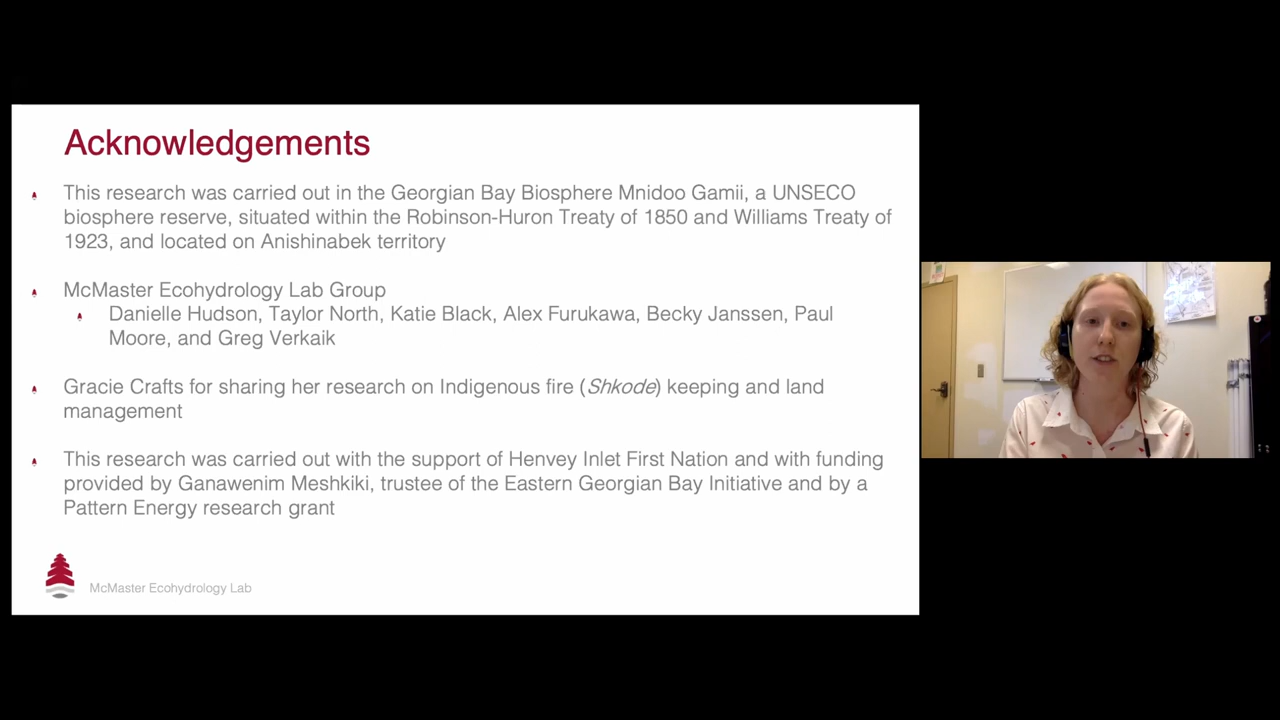 Acknowledgements
This research was carried out in the Georgian Bay Biosphere Mnidoo Gamii, a UNSECO
biosphere reserve, situated within the Robinson-Huron Treaty of 1850 and Williams Treaty of
1923, and located on Anishinabek territory
McMaster Ecohydrology Lab Group
Danielle Hudson, Taylor North, Katie Black, Alex Furukawa, Becky Janssen, Paul
Moore, and Greg Verkaik
Gracie Crafts for sharing her research on Indigenous fire (Shkode) keeping and land
management
This research was carried out with the support of Henvey Inlet First Nation and with funding
provided by Ganawenim Meshkiki, trustee of the Eastern Georgian Bay Initiative and by a
Pattern Energy research grant
McMaster Ecohydrology Lab